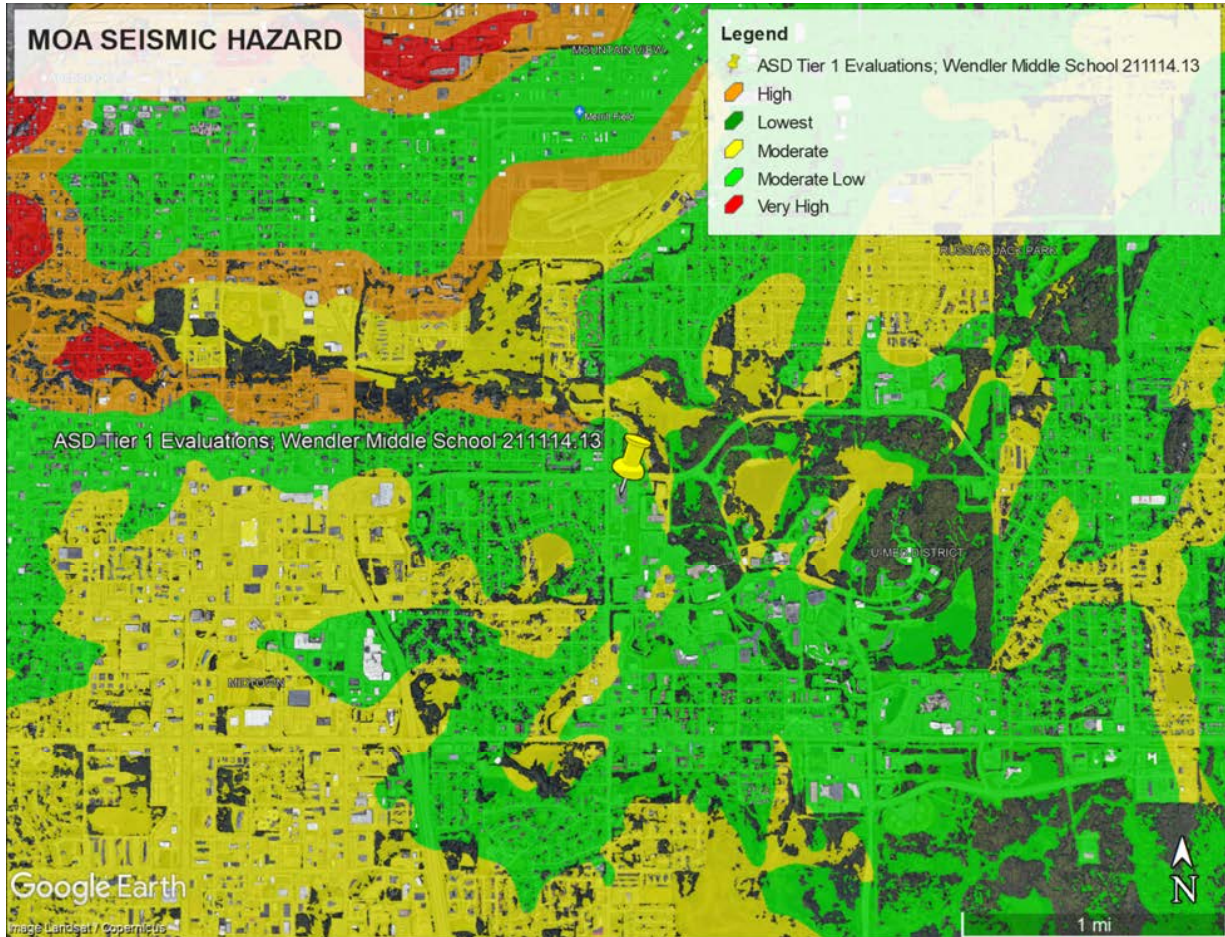 MOA SEISMIC HAZARD
Legend
ASD Tier 1 Evaluations; Wendler Middle School 211114.13
High
Lowest
Moderate
Moderate Low
Very High
MOUNTAIN VIEW
Merrill Field
RUSSIAN JACK PARK
ASD Tier 1 Evaluations; Wendler Middle School 211114.13
U-MED DISTRICT
MIDTOWN
Google Earth
Image Landsat / Copernicus
N
1 mi